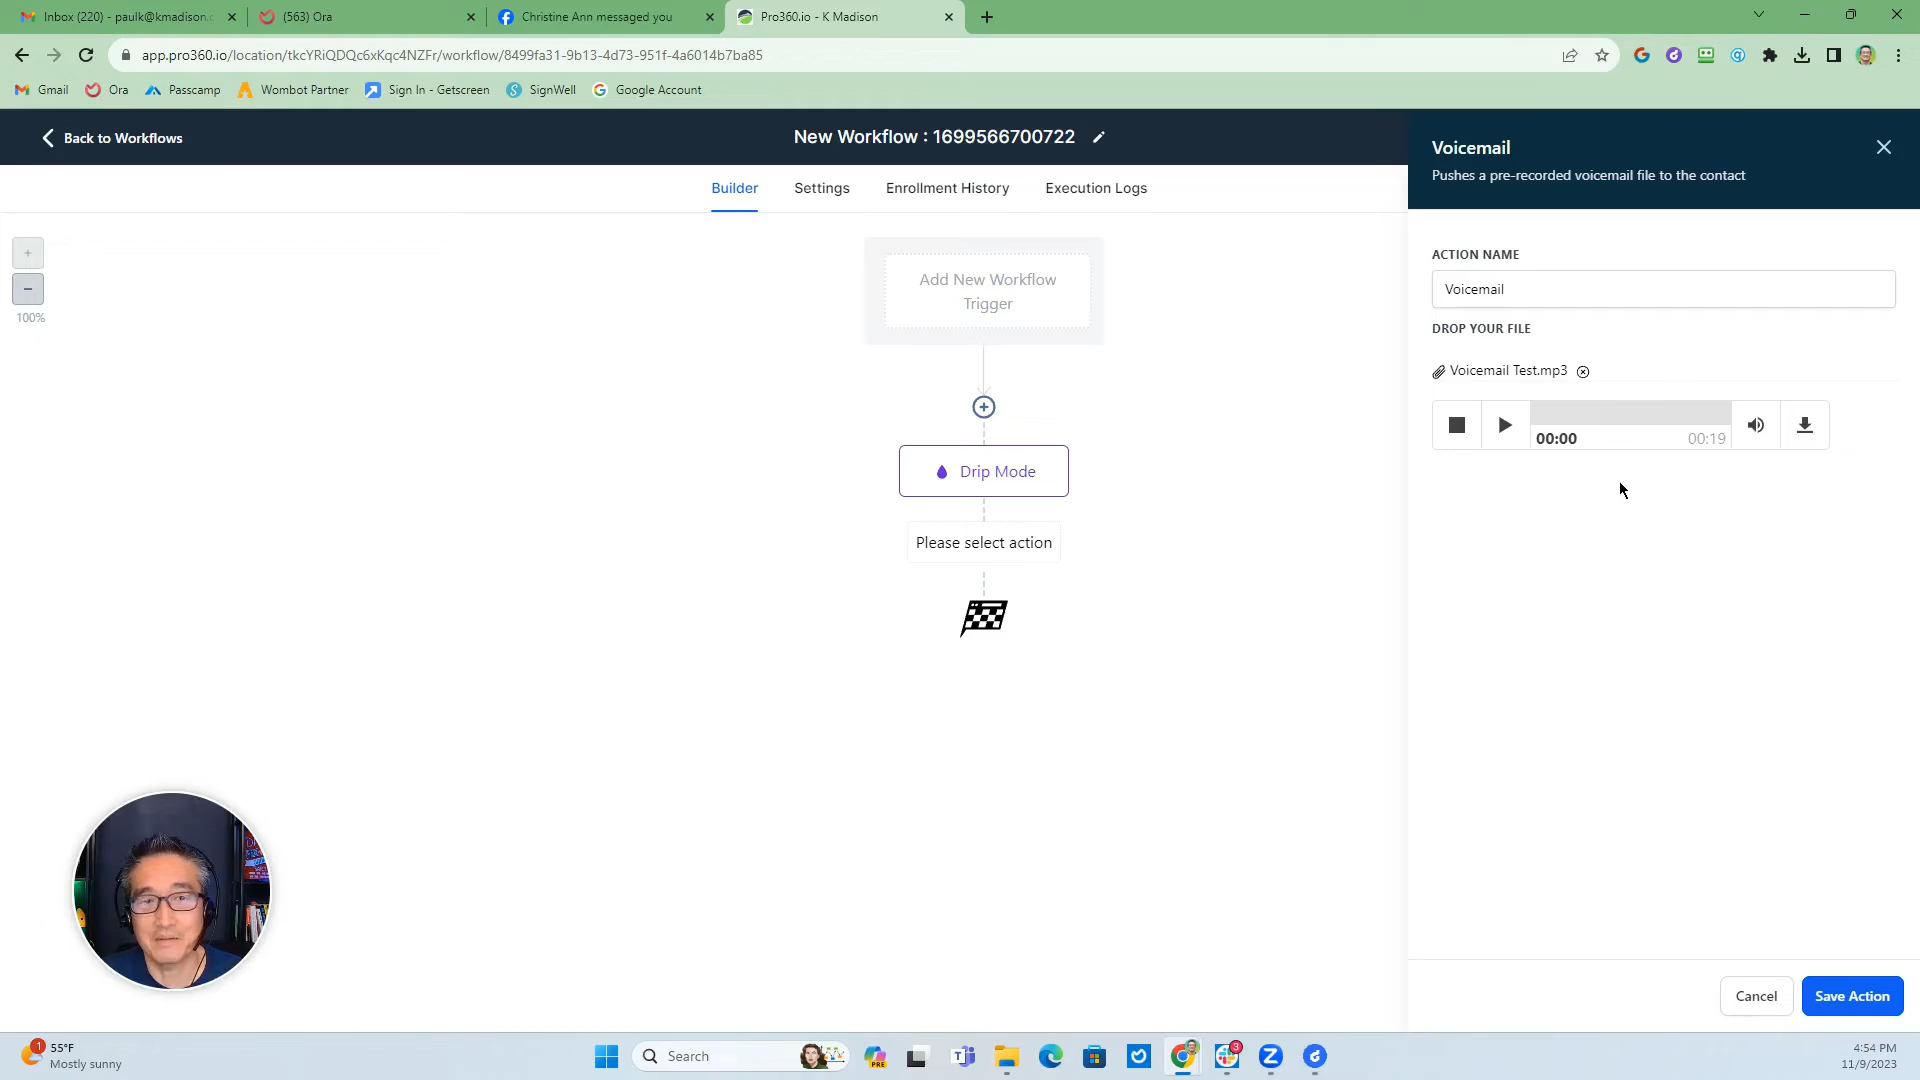 Inbox (220) - paulk@kmadison.c
(563) Ora
Christine Ann messaged you
Pro360.io - K Madison
app.pro360.io/location/tkcYRiQDQc6xKqc4NZFr/workflow/8499fa31-9b13-4d73-951f-4a6014b7ba85
Gmail
Ora
Passcamp
Wombot Partner
Sign In - Getscreen
SignWell
Google Account
Back to Workflows
New Workflow : 1699566700722
Builder
Settings
Enrollment History
Execution Logs
+
−
100%
Add New Workflow
Trigger
Drip Mode
Please select action
Voicemail
Pushes a pre-recorded voicemail file to the contact
ACTION NAME
Voicemail
DROP YOUR FILE
Voicemail Test.mp3
00:00
00:19
Cancel
Save Action
1
55°F
Mostly sunny
Search
PRE
3
4:54 PM
11/9/2023